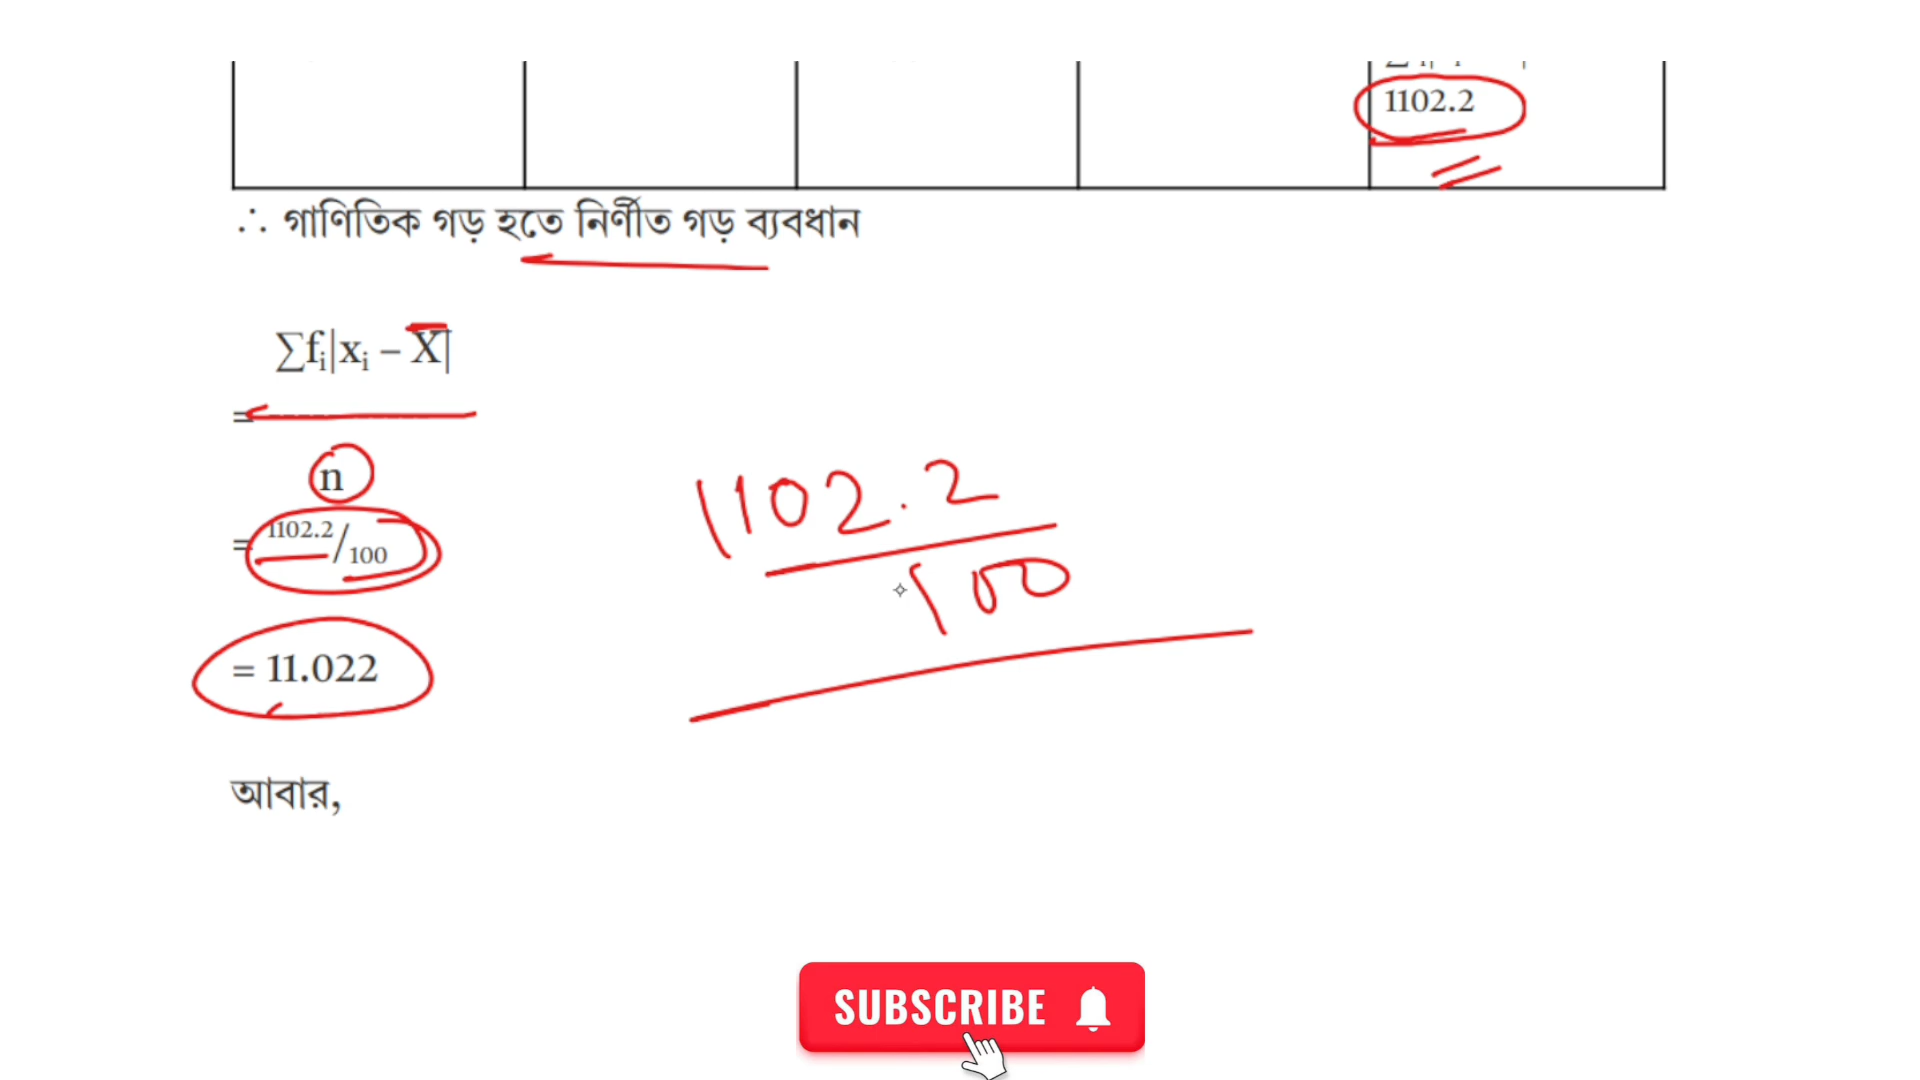 1102.2
∴ গাণিতিক গড় হতে নির্ণীত গড় ব্যবধান
∑fᵢ|xᵢ – X̄|
=
n
= 1102.2/100
= 11.022
1102.2
100
আবার,
SUBSCRIBE